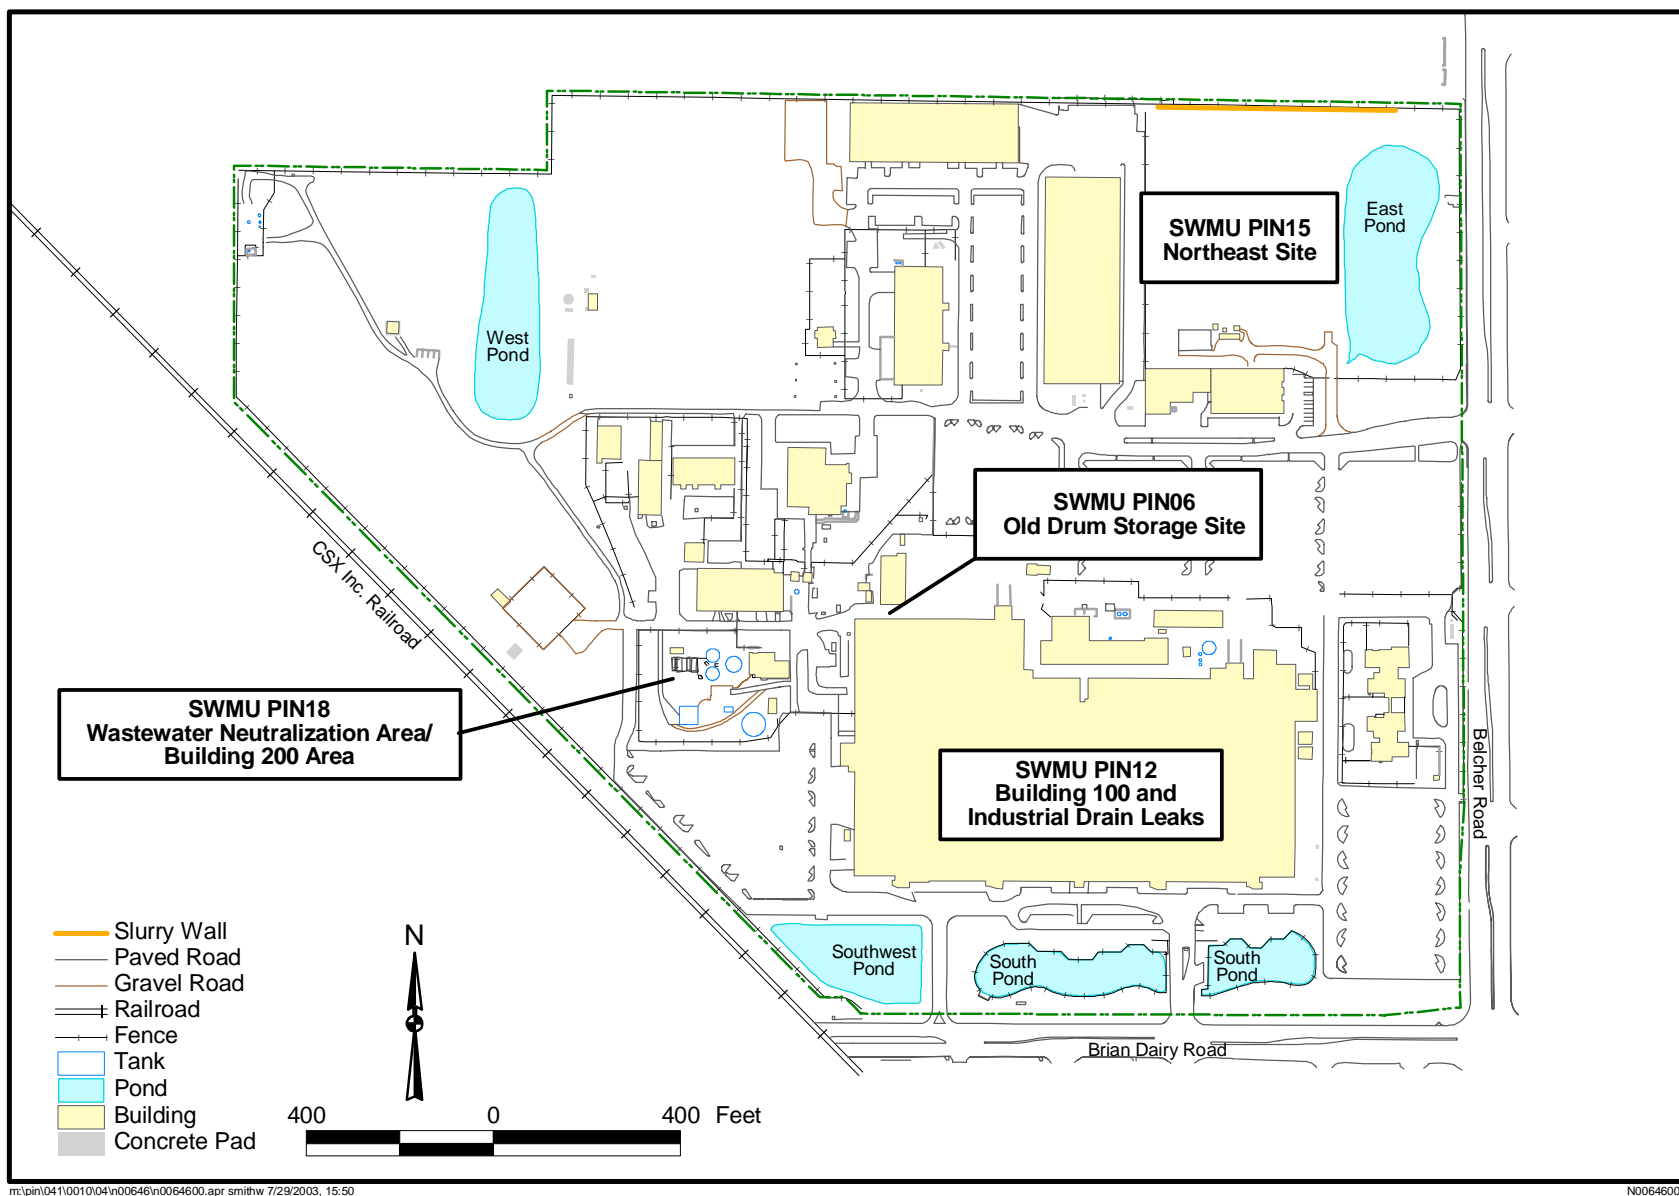 SWMU PIN15
Northeast Site
East
Pond
West
Pond
SWMU PIN06
Old Drum Storage Site
CSX Inc. Railroad
SWMU PIN18
Wastewater Neutralization Area/
Building 200 Area
SWMU PIN12
Building 100 and
Industrial Drain Leaks
Belcher Road
Southwest
Pond
South
Pond
South
Pond
Brian Dairy Road
Slurry Wall
Paved Road
Gravel Road
Railroad
Fence
Tank
Pond
Building
Concrete Pad
N
400 0 400 Feet
m:\pin\041\0010\04\n00646\n0064600.apr smithw 7/29/2003, 15:50
N0064600